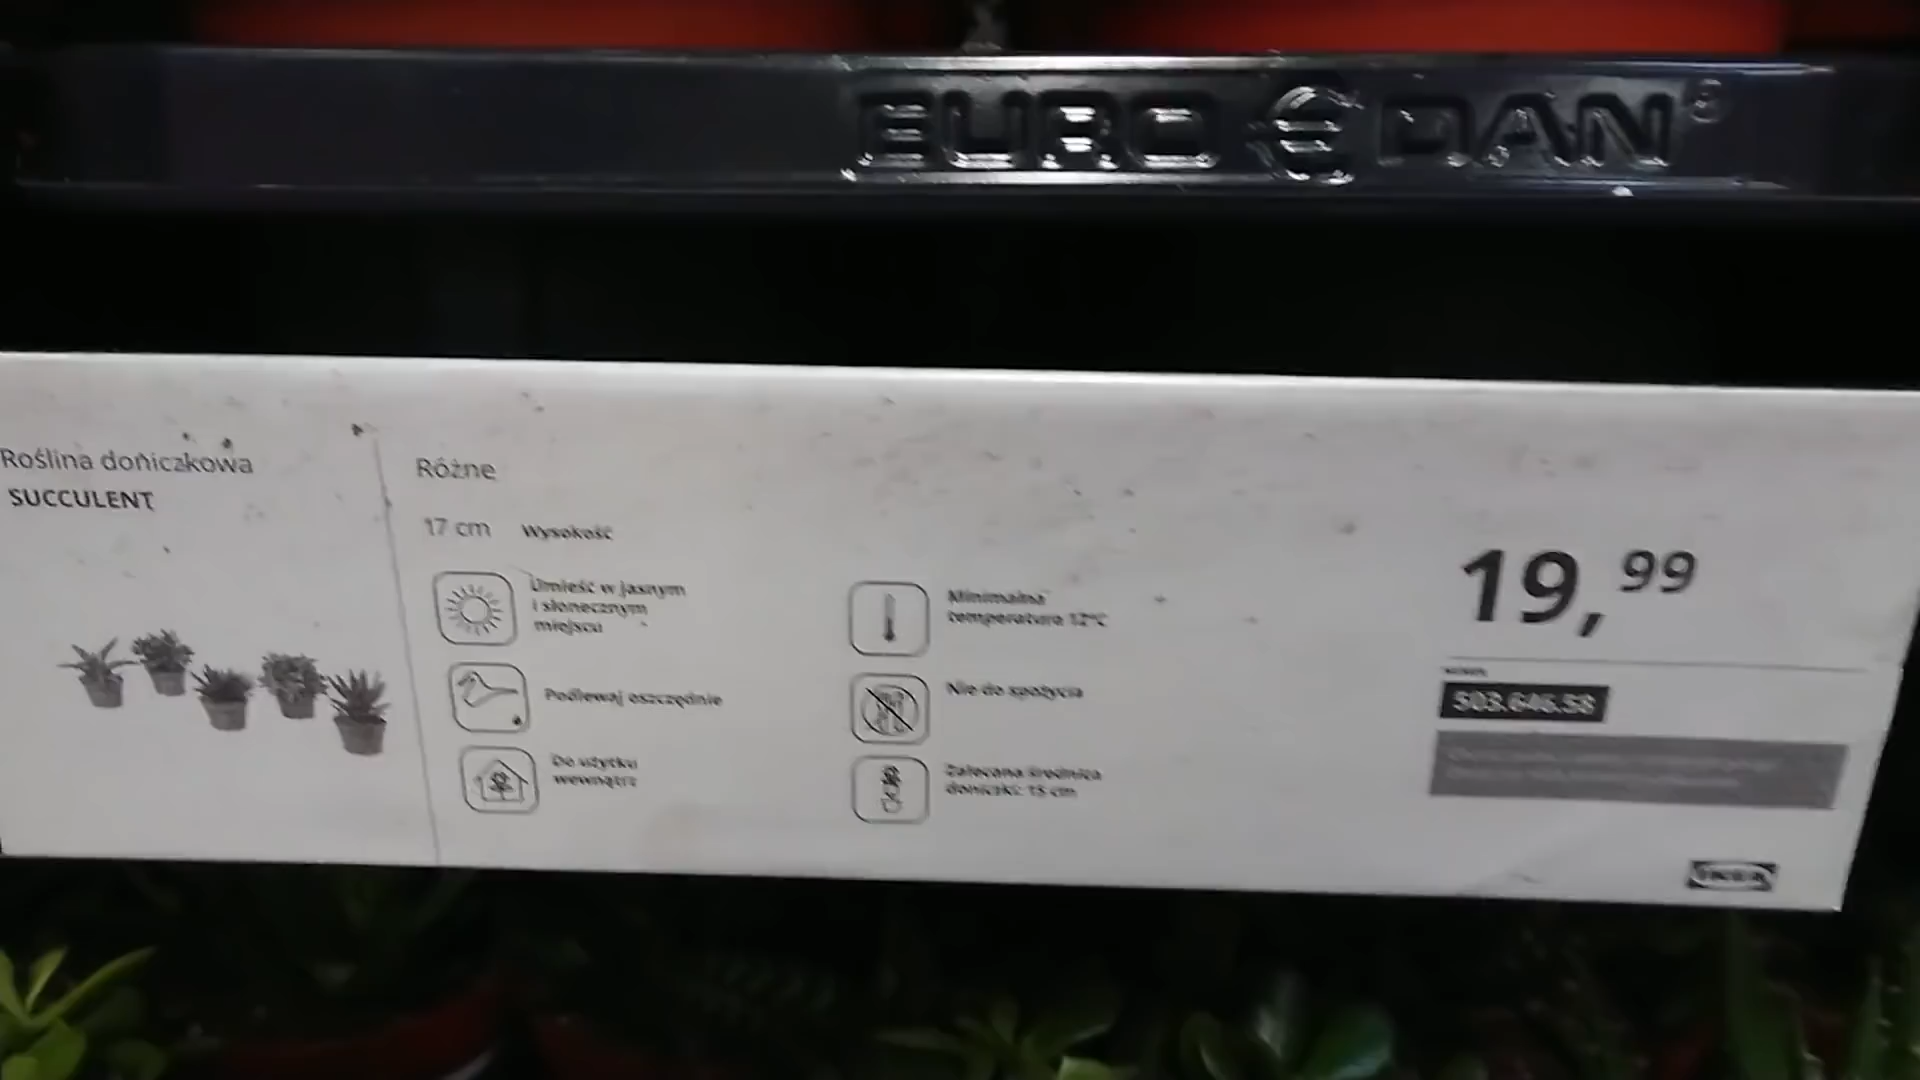 EURO € DAN®
Roślina doniczkowa
SUCCULENT
Różne
17 cm Wysokość
Umieść w jasnym
i słonecznym
miejscu
Podlewaj oszczędnie
Do użytku
wewnątrz
Minimalna
temperatura 12°C
Nie do spożycia
Zalecana średnica
doniczki: 15 cm
19,99
503.646.58
IKEA